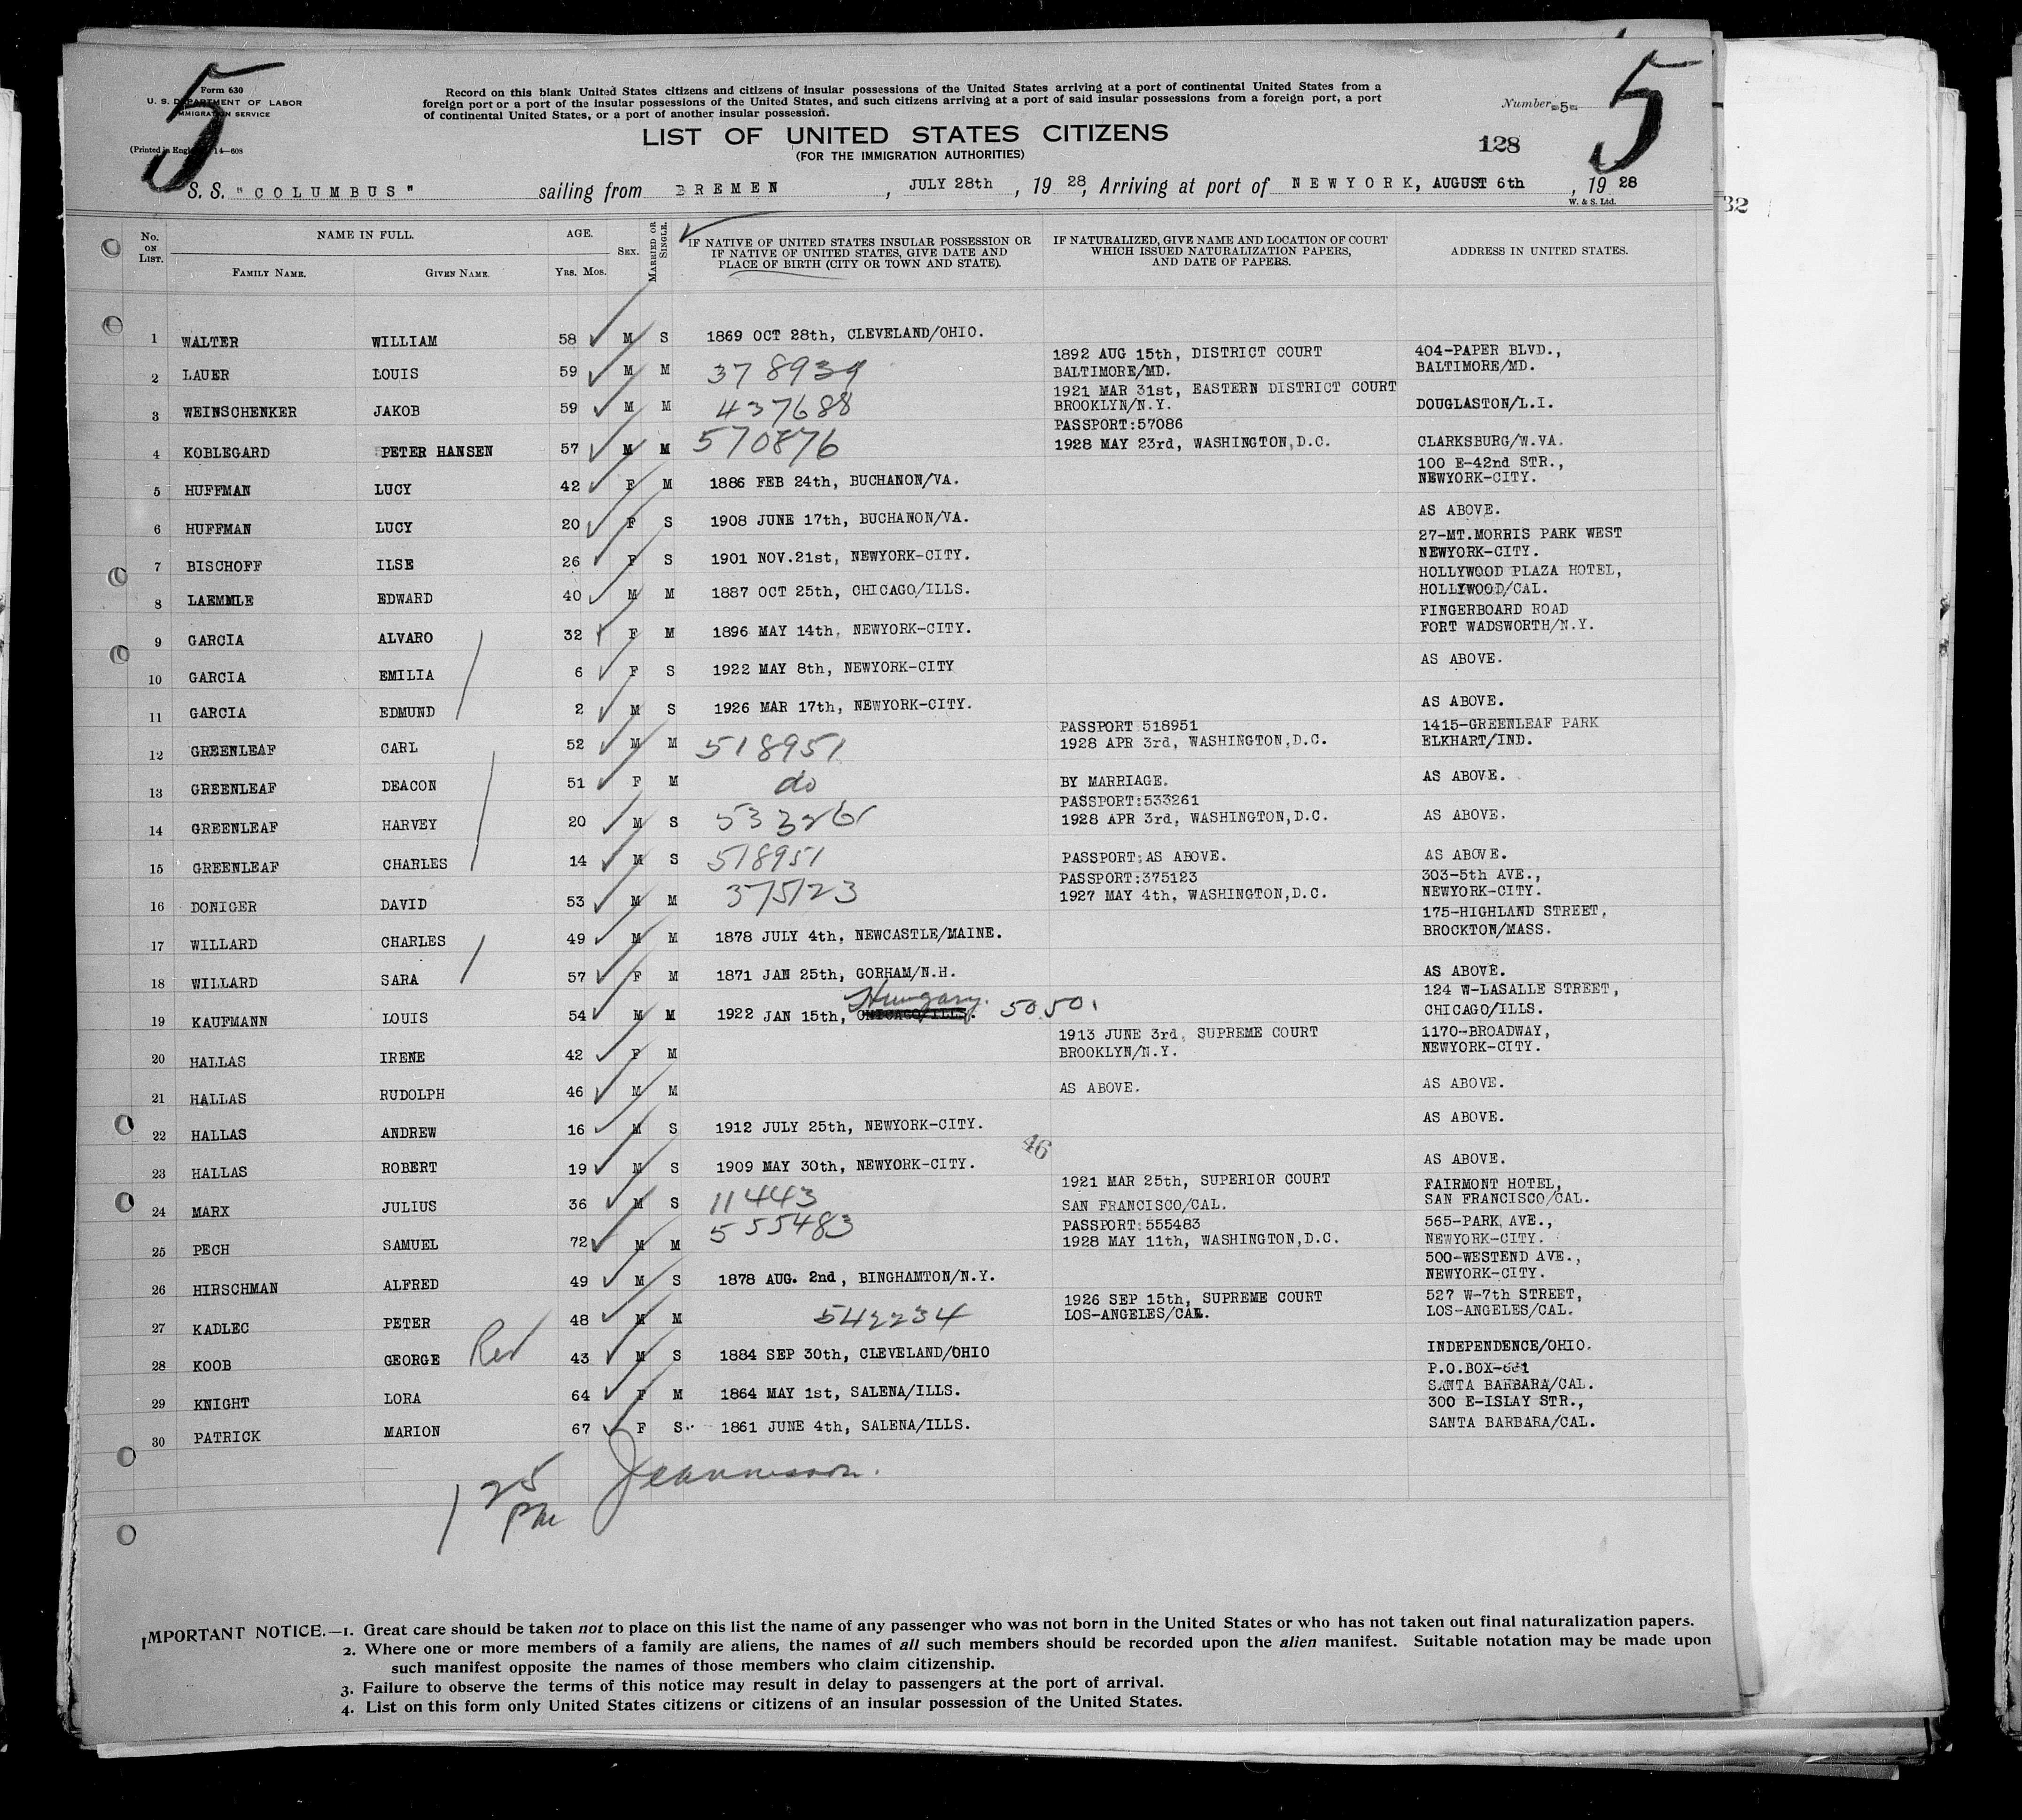 5
5
Form 630
U. S. DEPARTMENT OF LABOR
IMMIGRATION SERVICE
(Printed in England) 14—608
Record on this blank United States citizens and citizens of insular possessions of the United States arriving at a port of continental United States from a
foreign port or a port of the insular possessions of the United States, and such citizens arriving at a port of said insular possessions from a foreign port, a port
of continental United States, or a port of another insular possession.
Number -5-
LIST OF UNITED STATES CITIZENS
(FOR THE IMMIGRATION AUTHORITIES)
128
S. S. "COLUMBUS" sailing from BREMEN, JULY 28th, 19 28, Arriving at port of NEWYORK, AUGUST 6th, 19 28
W. & S. Ltd.
32
No. ON LIST. NAME IN FULL. FAMILY NAME. GIVEN NAME. AGE. YRS. MOS. SEX. MARRIED OR SINGLE. IF NATIVE OF UNITED STATES INSULAR POSSESSION OR IF NATIVE OF UNITED STATES, GIVE DATE AND PLACE OF BIRTH (CITY OR TOWN AND STATE). IF NATURALIZED, GIVE NAME AND LOCATION OF COURT WHICH ISSUED NATURALIZATION PAPERS, AND DATE OF PAPERS. ADDRESS IN UNITED STATES.
1 WALTER WILLIAM 58 M S 1869 OCT 28th, CLEVELAND/OHIO.
2 LAUER LOUIS 59 M M 378939 1892 AUG 15th, DISTRICT COURT BALTIMORE/MD. 404-PAPER BLVD., BALTIMORE/MD.
3 WEINSCHENKER JAKOB 59 M M 437688 1921 MAR 31st, EASTERN DISTRICT COURT BROOKLYN/N.Y. DOUGLASTON/L.I.
4 KOBLEGARD PETER HANSEN 57 M M 570876 PASSPORT:57086 1928 MAY 23rd, WASHINGTON,D.C. CLARKSBURG/W.VA.
5 HUFFMAN LUCY 42 F M 1886 FEB 24th, BUCHANON/VA. 100 E-42nd STR., NEWYORK-CITY.
6 HUFFMAN LUCY 20 F S 1908 JUNE 17th, BUCHANON/VA. AS ABOVE.
7 BISCHOFF ILSE 26 F S 1901 NOV.21st, NEWYORK-CITY. 27-MT.MORRIS PARK WEST NEWYORK-CITY.
8 LAEMMLE EDWARD 40 M M 1887 OCT 25th, CHICAGO/ILLS. HOLLYWOOD PLAZA HOTEL, HOLLYWOOD/CAL.
9 GARCIA ALVARO 32 F M 1896 MAY 14th, NEWYORK-CITY. FINGERBOARD ROAD FORT WADSWORTH/N.Y.
10 GARCIA EMILIA 6 F S 1922 MAY 8th, NEWYORK-CITY AS ABOVE.
11 GARCIA EDMUND 2 M S 1926 MAR 17th, NEWYORK-CITY. AS ABOVE.
12 GREENLEAF CARL 52 M M 518951 PASSPORT 518951 1928 APR 3rd, WASHINGTON,D.C. 1415-GREENLEAF PARK ELKHART/IND.
13 GREENLEAF DEACON 51 F M do BY MARRIAGE. AS ABOVE.
14 GREENLEAF HARVEY 20 M S 533261 PASSPORT:533261 1928 APR 3rd, WASHINGTON,D.C. AS ABOVE.
15 GREENLEAF CHARLES 14 M S 518951 PASSPORT:AS ABOVE. AS ABOVE.
16 DONIGER DAVID 53 M M 375123 PASSPORT:375123 1927 MAY 4th, WASHINGTON,D.C. 303-5th AVE., NEWYORK-CITY.
17 WILLARD CHARLES 49 M M 1878 JULY 4th, NEWCASTLE/MAINE. 175-HIGHLAND STREET, BROCKTON/MASS.
18 WILLARD SARA 57 F M 1871 JAN 25th, GORHAM/N.H. AS ABOVE.
19 KAUFMANN LOUIS 54 M M 1922 JAN 15th, CHICAGO/ILLS. Hungary. 5050. 124 W-LASALLE STREET, CHICAGO/ILLS.
20 HALLAS IRENE 42 F M 1913 JUNE 3rd, SUPREME COURT BROOKLYN/N.Y. 1170-BROADWAY, NEWYORK-CITY.
21 HALLAS RUDOLPH 46 M M AS ABOVE. AS ABOVE.
22 HALLAS ANDREW 16 M S 1912 JULY 25th, NEWYORK-CITY. AS ABOVE.
46
23 HALLAS ROBERT 19 M S 1909 MAY 30th, NEWYORK-CITY. AS ABOVE.
24 MARX JULIUS 36 M S 11443 1921 MAR 25th, SUPERIOR COURT SAN FRANCISCO/CAL. FAIRMONT HOTEL, SAN FRANCISCO/CAL.
25 PECH SAMUEL 72 M M 555483 PASSPORT:555483 1928 MAY 11th, WASHINGTON,D.C. 565-PARK AVE., NEWYORK-CITY.
26 HIRSCHMAN ALFRED 49 M S 1878 AUG. 2nd, BINGHAMTON/N.Y. 500-WESTEND AVE., NEWYORK-CITY.
27 KADLEC PETER 48 M M 542234 1926 SEP 15th, SUPREME COURT LOS-ANGELES/CAL. 527 W-7th STREET, LOS-ANGELES/CAL.
28 KOOB GEORGE Rev 43 M S 1884 SEP 30th, CLEVELAND/OHIO INDEPENDENCE/OHIO.
29 KNIGHT LORA 64 F M 1864 MAY 1st, SALENA/ILLS. P.O.BOX-661 SANTA BARBARA/CAL.
30 PATRICK MARION 67 F S 1861 JUNE 4th, SALENA/ILLS. 300 E-ISLAY STR., SANTA BARBARA/CAL.
1 25 PM
IMPORTANT NOTICE.—1. Great care should be taken not to place on this list the name of any passenger who was not born in the United States or who has not taken out final naturalization papers.
2. Where one or more members of a family are aliens, the names of all such members should be recorded upon the alien manifest. Suitable notation may be made upon
such manifest opposite the names of those members who claim citizenship.
3. Failure to observe the terms of this notice may result in delay to passengers at the port of arrival.
4. List on this form only United States citizens or citizens of an insular possession of the United States.